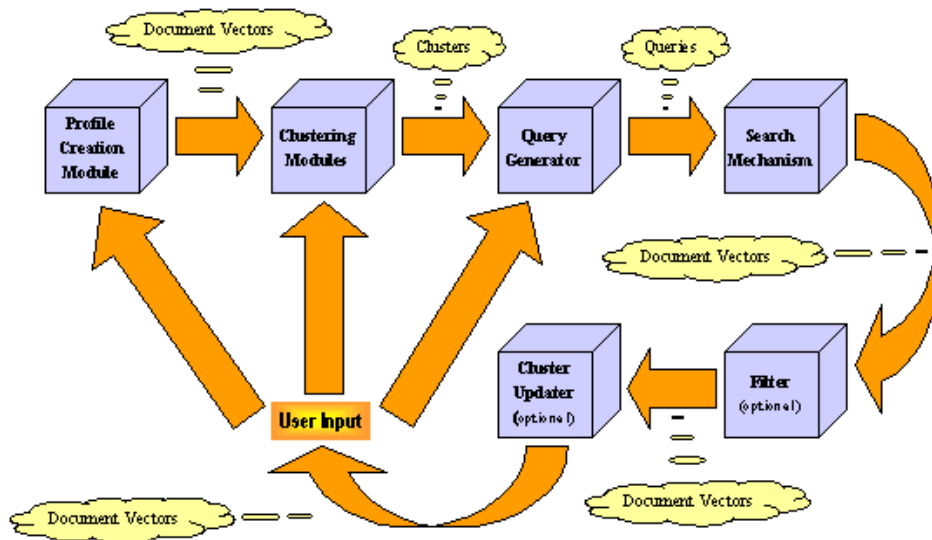 Document Vectors
Clusters
Queries
Profile
Creation
Module
Clustering
Modules
Query
Generator
Search
Mechanism
Document Vectors
Cluster
Updater
(optional)
Filter
(optional)
User Input
Document Vectors
Document Vectors